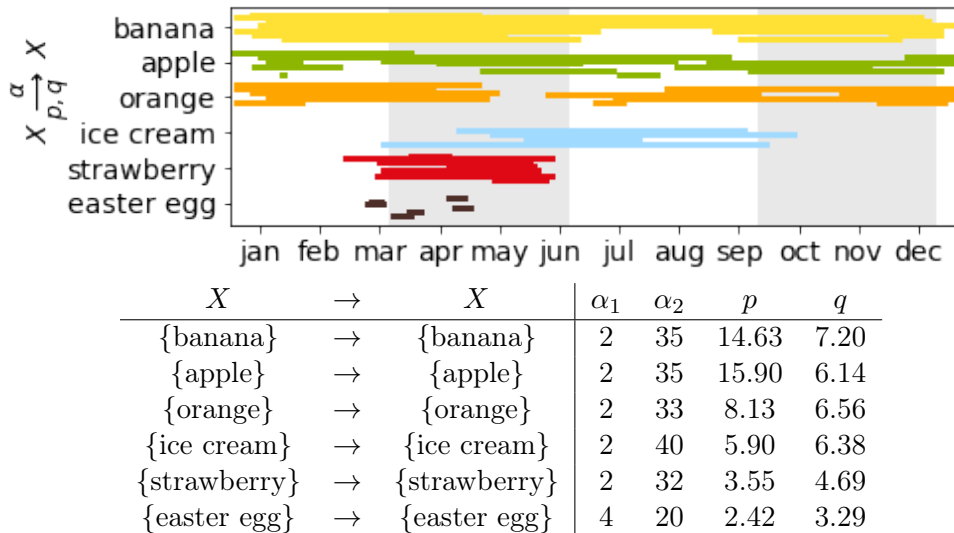 X α→p,q X
banana
apple
orange
ice cream
strawberry
easter egg
jan feb mar apr may jun jul aug sep oct nov dec
X → X α₁ α₂ p q
{banana} → {banana} 2 35 14.63 7.20
{apple} → {apple} 2 35 15.90 6.14
{orange} → {orange} 2 33 8.13 6.56
{ice cream} → {ice cream} 2 40 5.90 6.38
{strawberry} → {strawberry} 2 32 3.55 4.69
{easter egg} → {easter egg} 4 20 2.42 3.29